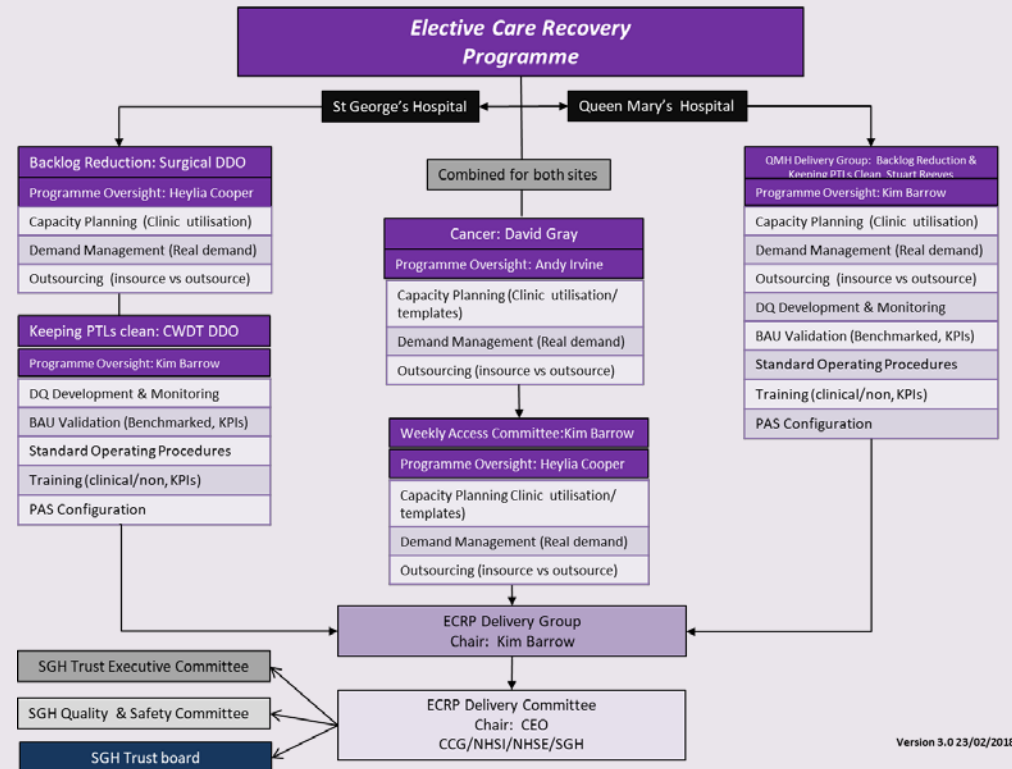 Elective Care Recovery
Programme
St George's Hospital
Queen Mary's Hospital
Backlog Reduction: Surgical DDO
Programme Oversight: Heylia Cooper
Capacity Planning (Clinic utilisation)
Demand Management (Real demand)
Outsourcing (insource vs outsource)
Keeping PTLs clean: CWDT DDO
Programme Oversight: Kim Barrow
DQ Development & Monitoring
BAU Validation (Benchmarked, KPIs)
Standard Operating Procedures
Training (clinical/non, KPIs)
PAS Configuration
Combined for both sites
Cancer: David Gray
Programme Oversight: Andy Irvine
Capacity Planning (Clinic utilisation/
templates)
Demand Management (Real demand)
Outsourcing (insource vs outsource)
Weekly Access Committee:Kim Barrow
Programme Oversight: Heylia Cooper
Capacity Planning Clinic utilisation/
templates)
Demand Management (Real demand)
Outsourcing (insource vs outsource)
QMH Delivery Group: Backlog Reduction &
Keeping PTLs Clean Stuart Reeves
Programme Oversight: Kim Barrow
Capacity Planning (Clinic utilisation)
Demand Management (Real demand)
Outsourcing (insource vs outsource)
DQ Development & Monitoring
BAU Validation (Benchmarked, KPIs)
Standard Operating Procedures
Training (clinical/non, KPIs)
PAS Configuration
ECRP Delivery Group
Chair: Kim Barrow
SGH Trust Executive Committee
SGH Quality & Safety Committee
SGH Trust board
ECRP Delivery Committee
Chair: CEO
CCG/NHSI/NHSE/SGH
Version 3.0 23/02/2018